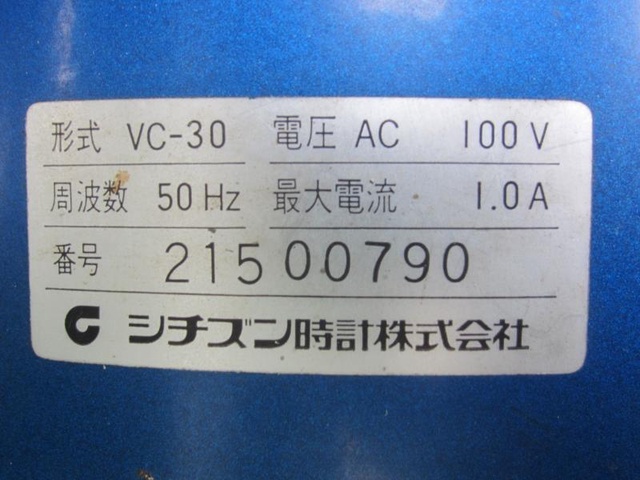 形式 VC-30 電圧 AC 100V
周波数 50Hz 最大電流 1.0A
番号 21500790
シチズン時計株式会社